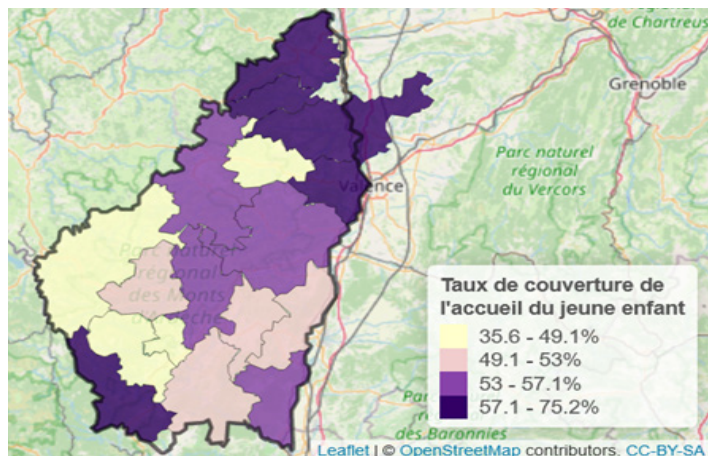 régional
de Chartreus
Grenoble
Parc naturel
régional
du Vercors
Valence
Parc naturel
régional
des Monts
d'Ardèche
Taux de couverture de
l'accueil du jeune enfant
35.6 - 49.1%
49.1 - 53%
53 - 57.1%
57.1 - 75.2%
des Baronnies
Leaflet | © OpenStreetMap contributors, CC-BY-SA